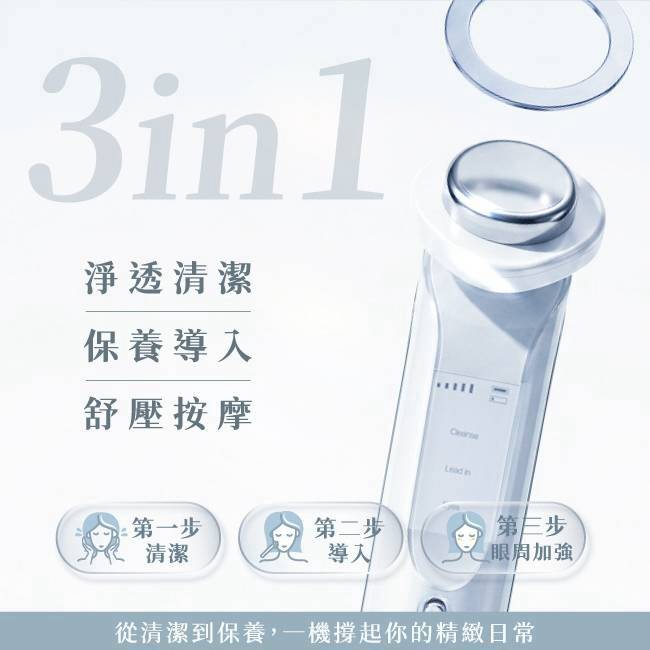 3in1
淨透清潔
保養導入
舒壓按摩
Cleanse
Lead in
第一步
清潔
第二步
導入
第三步
眼周加強
從清潔到保養，一機撐起你的精緻日常